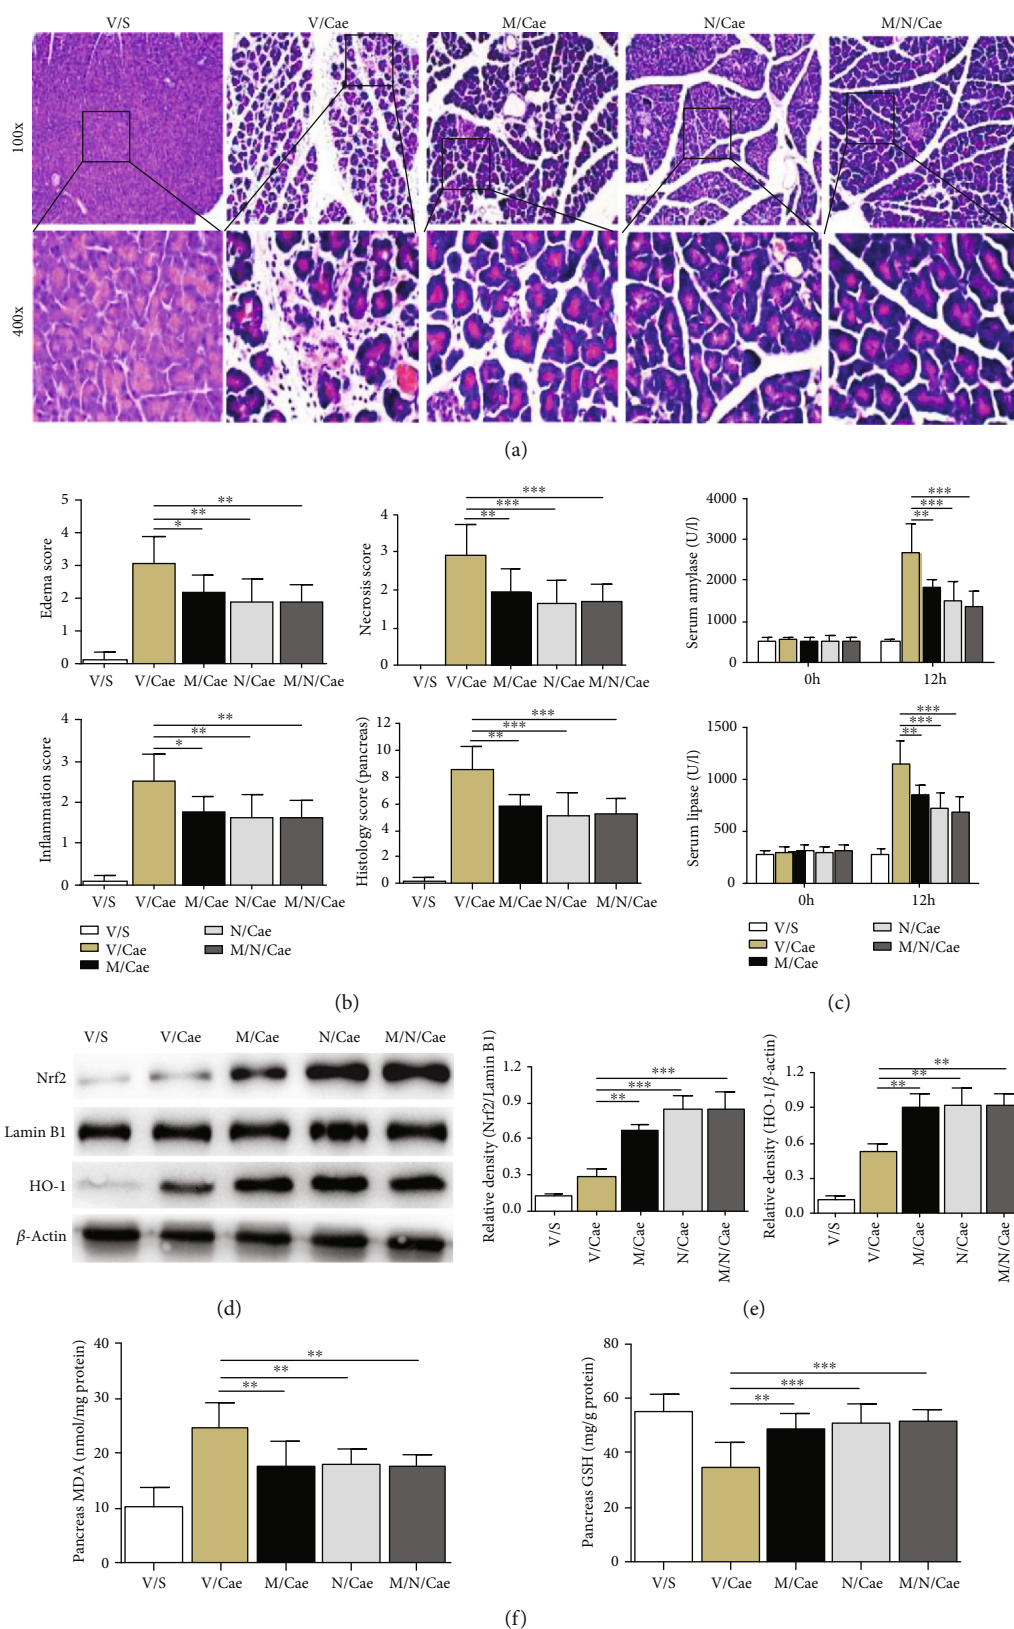 V/S V/Cae M/Cae N/Cae M/N/Cae
100x
400x
(a)
Edema score
5
4
3
2
1
0
** ** *
V/S V/Cae M/Cae N/Cae M/N/Cae
Necrosis score
4
3
2
1
0
*** *** **
V/S V/Cae M/Cae N/Cae M/N/Cae
Inflammation score
4
3
2
1
0
** ** *
V/S V/Cae M/Cae N/Cae M/N/Cae
Histology score (pancreas)
12
10
8
6
4
2
0
*** *** **
V/S V/Cae M/Cae N/Cae M/N/Cae
V/S
V/Cae
M/Cae
N/Cae
M/N/Cae
(b)
Serum amylase (U/l)
4000
3000
2000
1000
0
*** *** **
0h 12h
Serum lipase (U/l)
1500
1000
500
0
*** *** **
0h 12h
V/S
V/Cae
M/Cae
N/Cae
M/N/Cae
(c)
V/S V/Cae M/Cae N/Cae M/N/Cae
Nrf2
Lamin B1
HO-1
β-Actin
(d)
Relative density (Nrf2/Lamin B1)
1.2
0.9
0.6
0.3
0.0
*** *** **
V/S V/Cae M/Cae N/Cae M/N/Cae
Relative density (HO-1/β-actin)
1.2
0.9
0.6
0.3
0.0
** ** **
V/S V/Cae M/Cae N/Cae M/N/Cae
(e)
Pancreas MDA (nmol/mg protein)
40
30
20
10
0
** ** **
V/S V/Cae M/Cae N/Cae M/N/Cae
Pancreas GSH (mg/g protein)
80
60
40
20
0
*** *** **
V/S V/Cae M/Cae N/Cae M/N/Cae
(f)